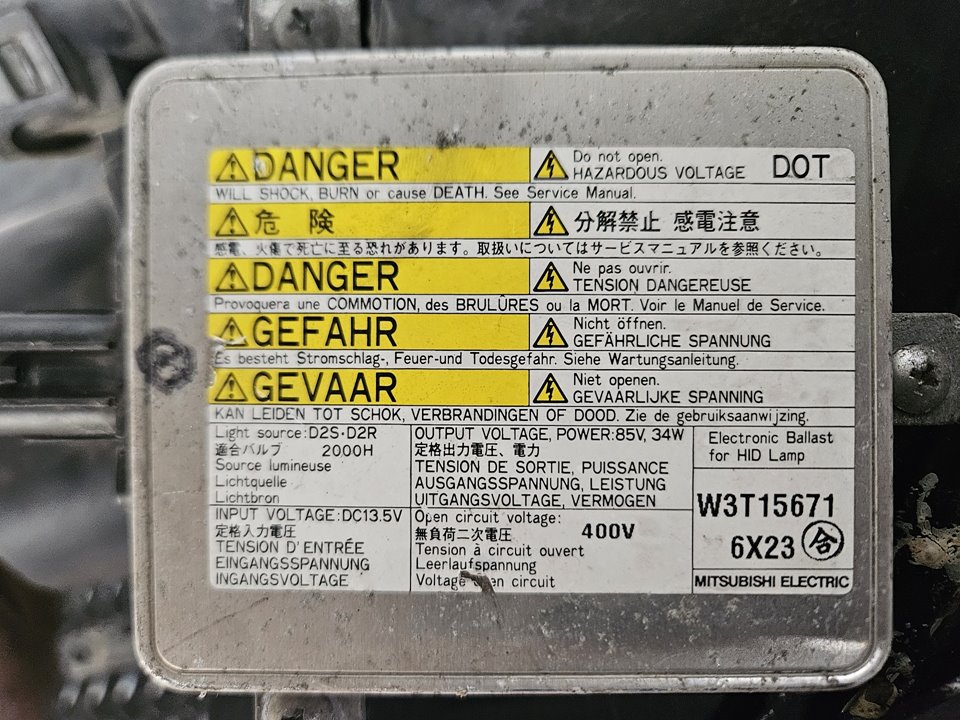 DANGER
Do not open.
HAZARDOUS VOLTAGE DOT
WILL SHOCK, BURN or cause DEATH. See Service Manual.
危険
分解禁止 感電注意
感電、火傷で死亡に至る恐れがあります。取扱いについてはサービスマニュアルを参照ください。
DANGER
Ne pas ouvrir.
TENSION DANGEREUSE
Provoquera une COMMOTION, des BRULÛRES ou la MORT. Voir le Manuel de Service.
GEFAHR
Nicht öffnen.
GEFÄHRLICHE SPANNUNG
Es besteht Stromschlag-, Feuer-und Todesgefahr. Siehe Wartungsanleitung.
GEVAAR
Niet openen.
GEVAARLIJKE SPANNING
KAN LEIDEN TOT SCHOK, VERBRANDINGEN OF DOOD. Zie de gebruiksaanwijzing.
Light source:D2S·D2R
適合バルブ 2000H
Source lumineuse
Lichtquelle
Lichtbron
OUTPUT VOLTAGE, POWER:85V, 34W
定格出力電圧、電力
TENSION DE SORTIE, PUISSANCE
AUSGANGSSPANNUNG, LEISTUNG
UITGANGSVOLTAGE, VERMOGEN
Electronic Ballast
for HID Lamp
INPUT VOLTAGE:DC13.5V
定格入力電圧
TENSION D'ENTRÉE
EINGANGSSPANNUNG
INGANGSVOLTAGE
Open circuit voltage:
無負荷二次電圧 400V
Tension à circuit ouvert
Leerlaufspannung
Voltage open circuit
W3T15671
6X23 合
MITSUBISHI ELECTRIC